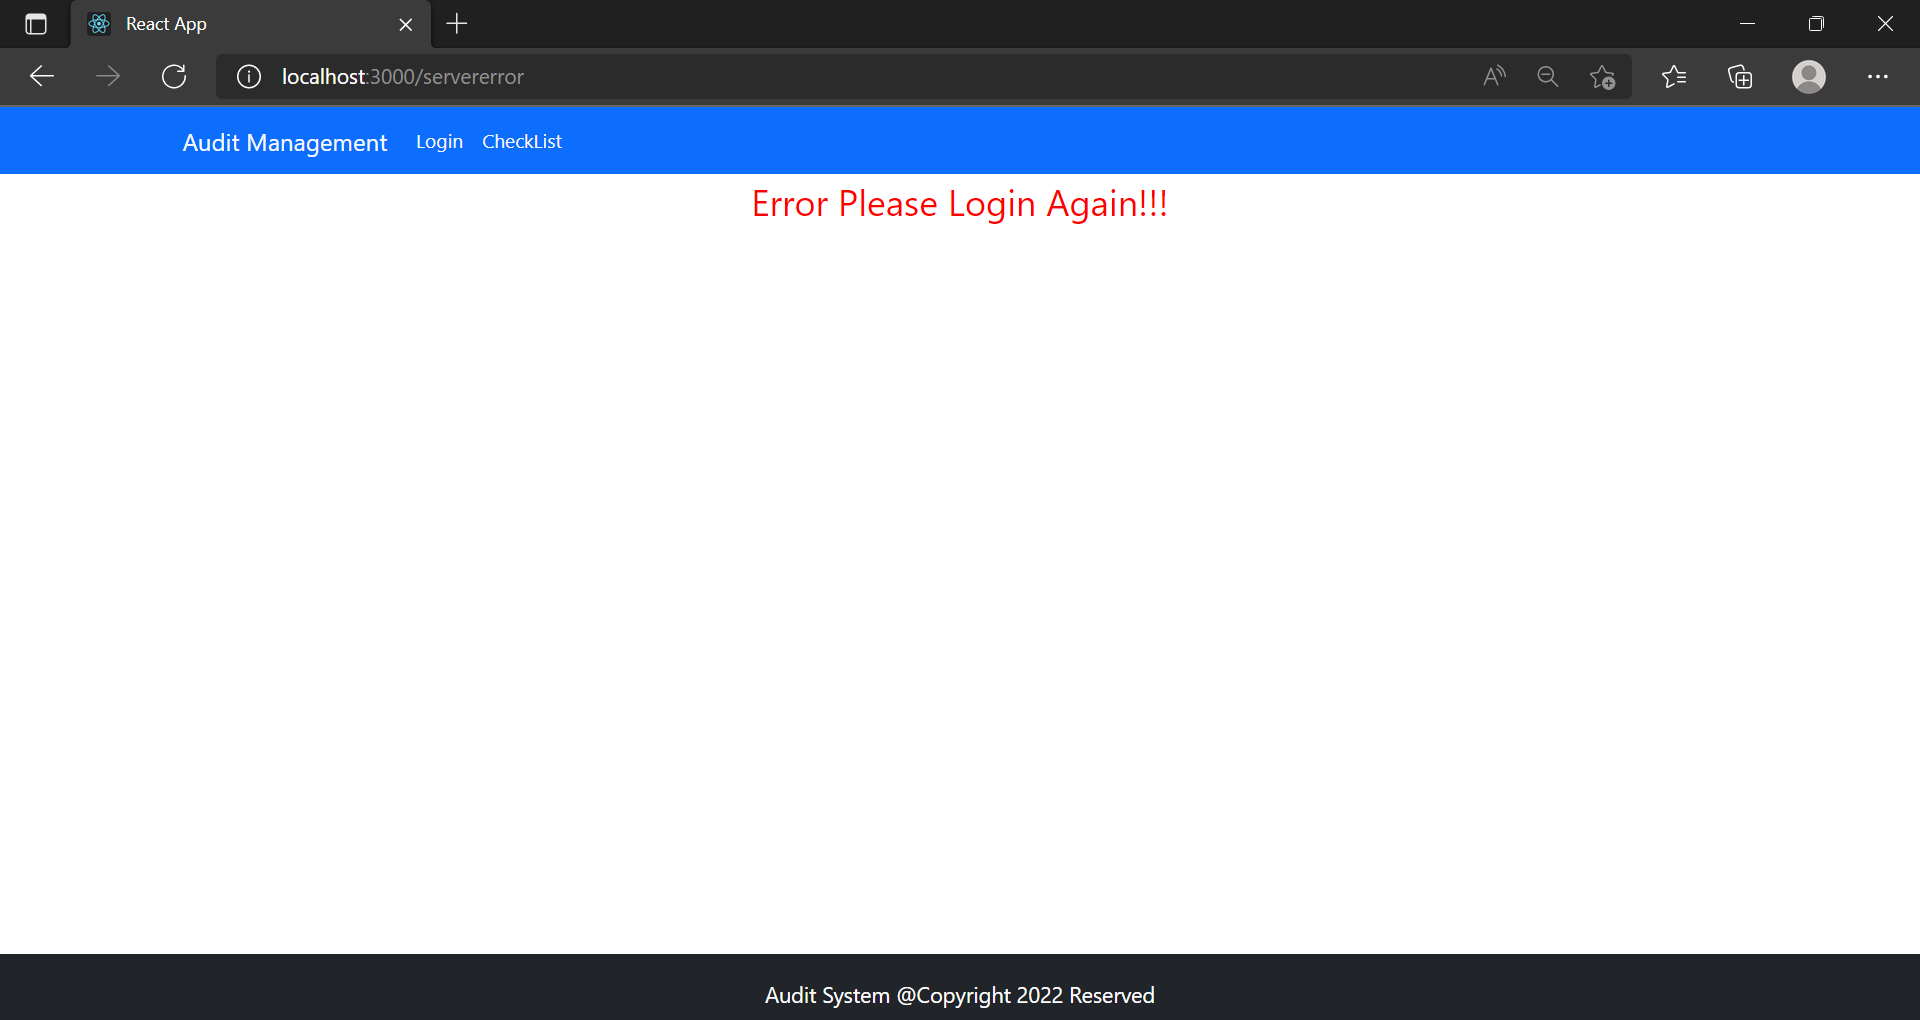 React App
localhost:3000/servererror
Audit Management Login CheckList
Error Please Login Again!!!
Audit System @Copyright 2022 Reserved